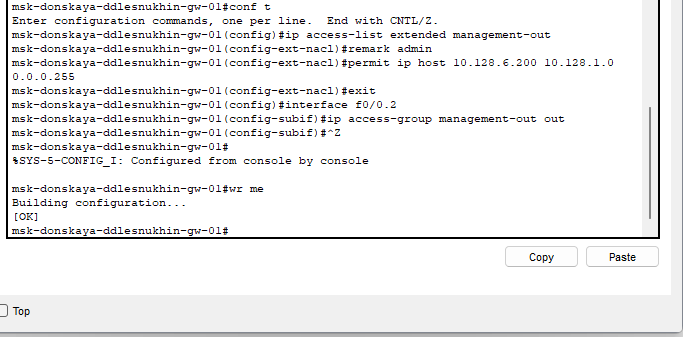 msk-donskaya-ddlesnukhin-gw-01#conf t
Enter configuration commands, one per line.  End with CNTL/Z.
msk-donskaya-ddlesnukhin-gw-01(config)#ip access-list extended management-out
msk-donskaya-ddlesnukhin-gw-01(config-ext-nacl)#remark admin
msk-donskaya-ddlesnukhin-gw-01(config-ext-nacl)#permit ip host 10.128.6.200 10.128.1.0
0.0.0.255
msk-donskaya-ddlesnukhin-gw-01(config-ext-nacl)#exit
msk-donskaya-ddlesnukhin-gw-01(config)#interface f0/0.2
msk-donskaya-ddlesnukhin-gw-01(config-subif)#ip access-group management-out out
msk-donskaya-ddlesnukhin-gw-01(config-subif)#^Z
msk-donskaya-ddlesnukhin-gw-01#
%SYS-5-CONFIG_I: Configured from console by console
msk-donskaya-ddlesnukhin-gw-01#wr me
Building configuration...
[OK]
msk-donskaya-ddlesnukhin-gw-01#
Copy Paste
Top